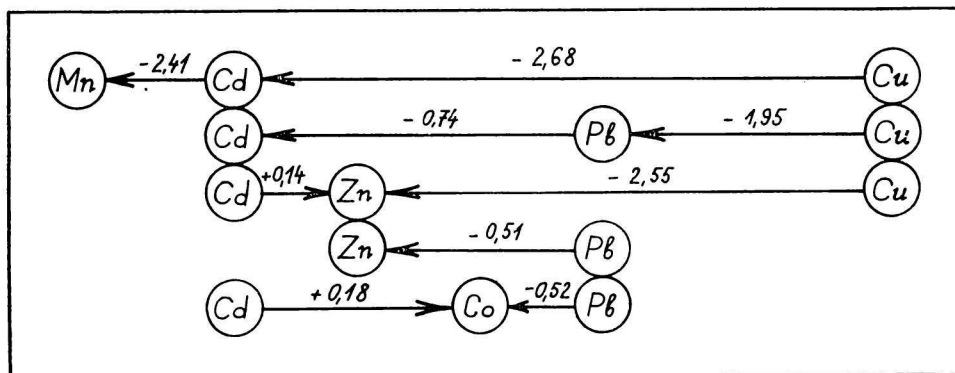 Mn -2,41 Cd - 2,68 Cu
Cd - 0,74 Pb - 1,95 Cu
Cd +0,14 Zn - 2,55 Cu
Zn - 0,51 Pb
Cd + 0,18 Co -0,52 Pb